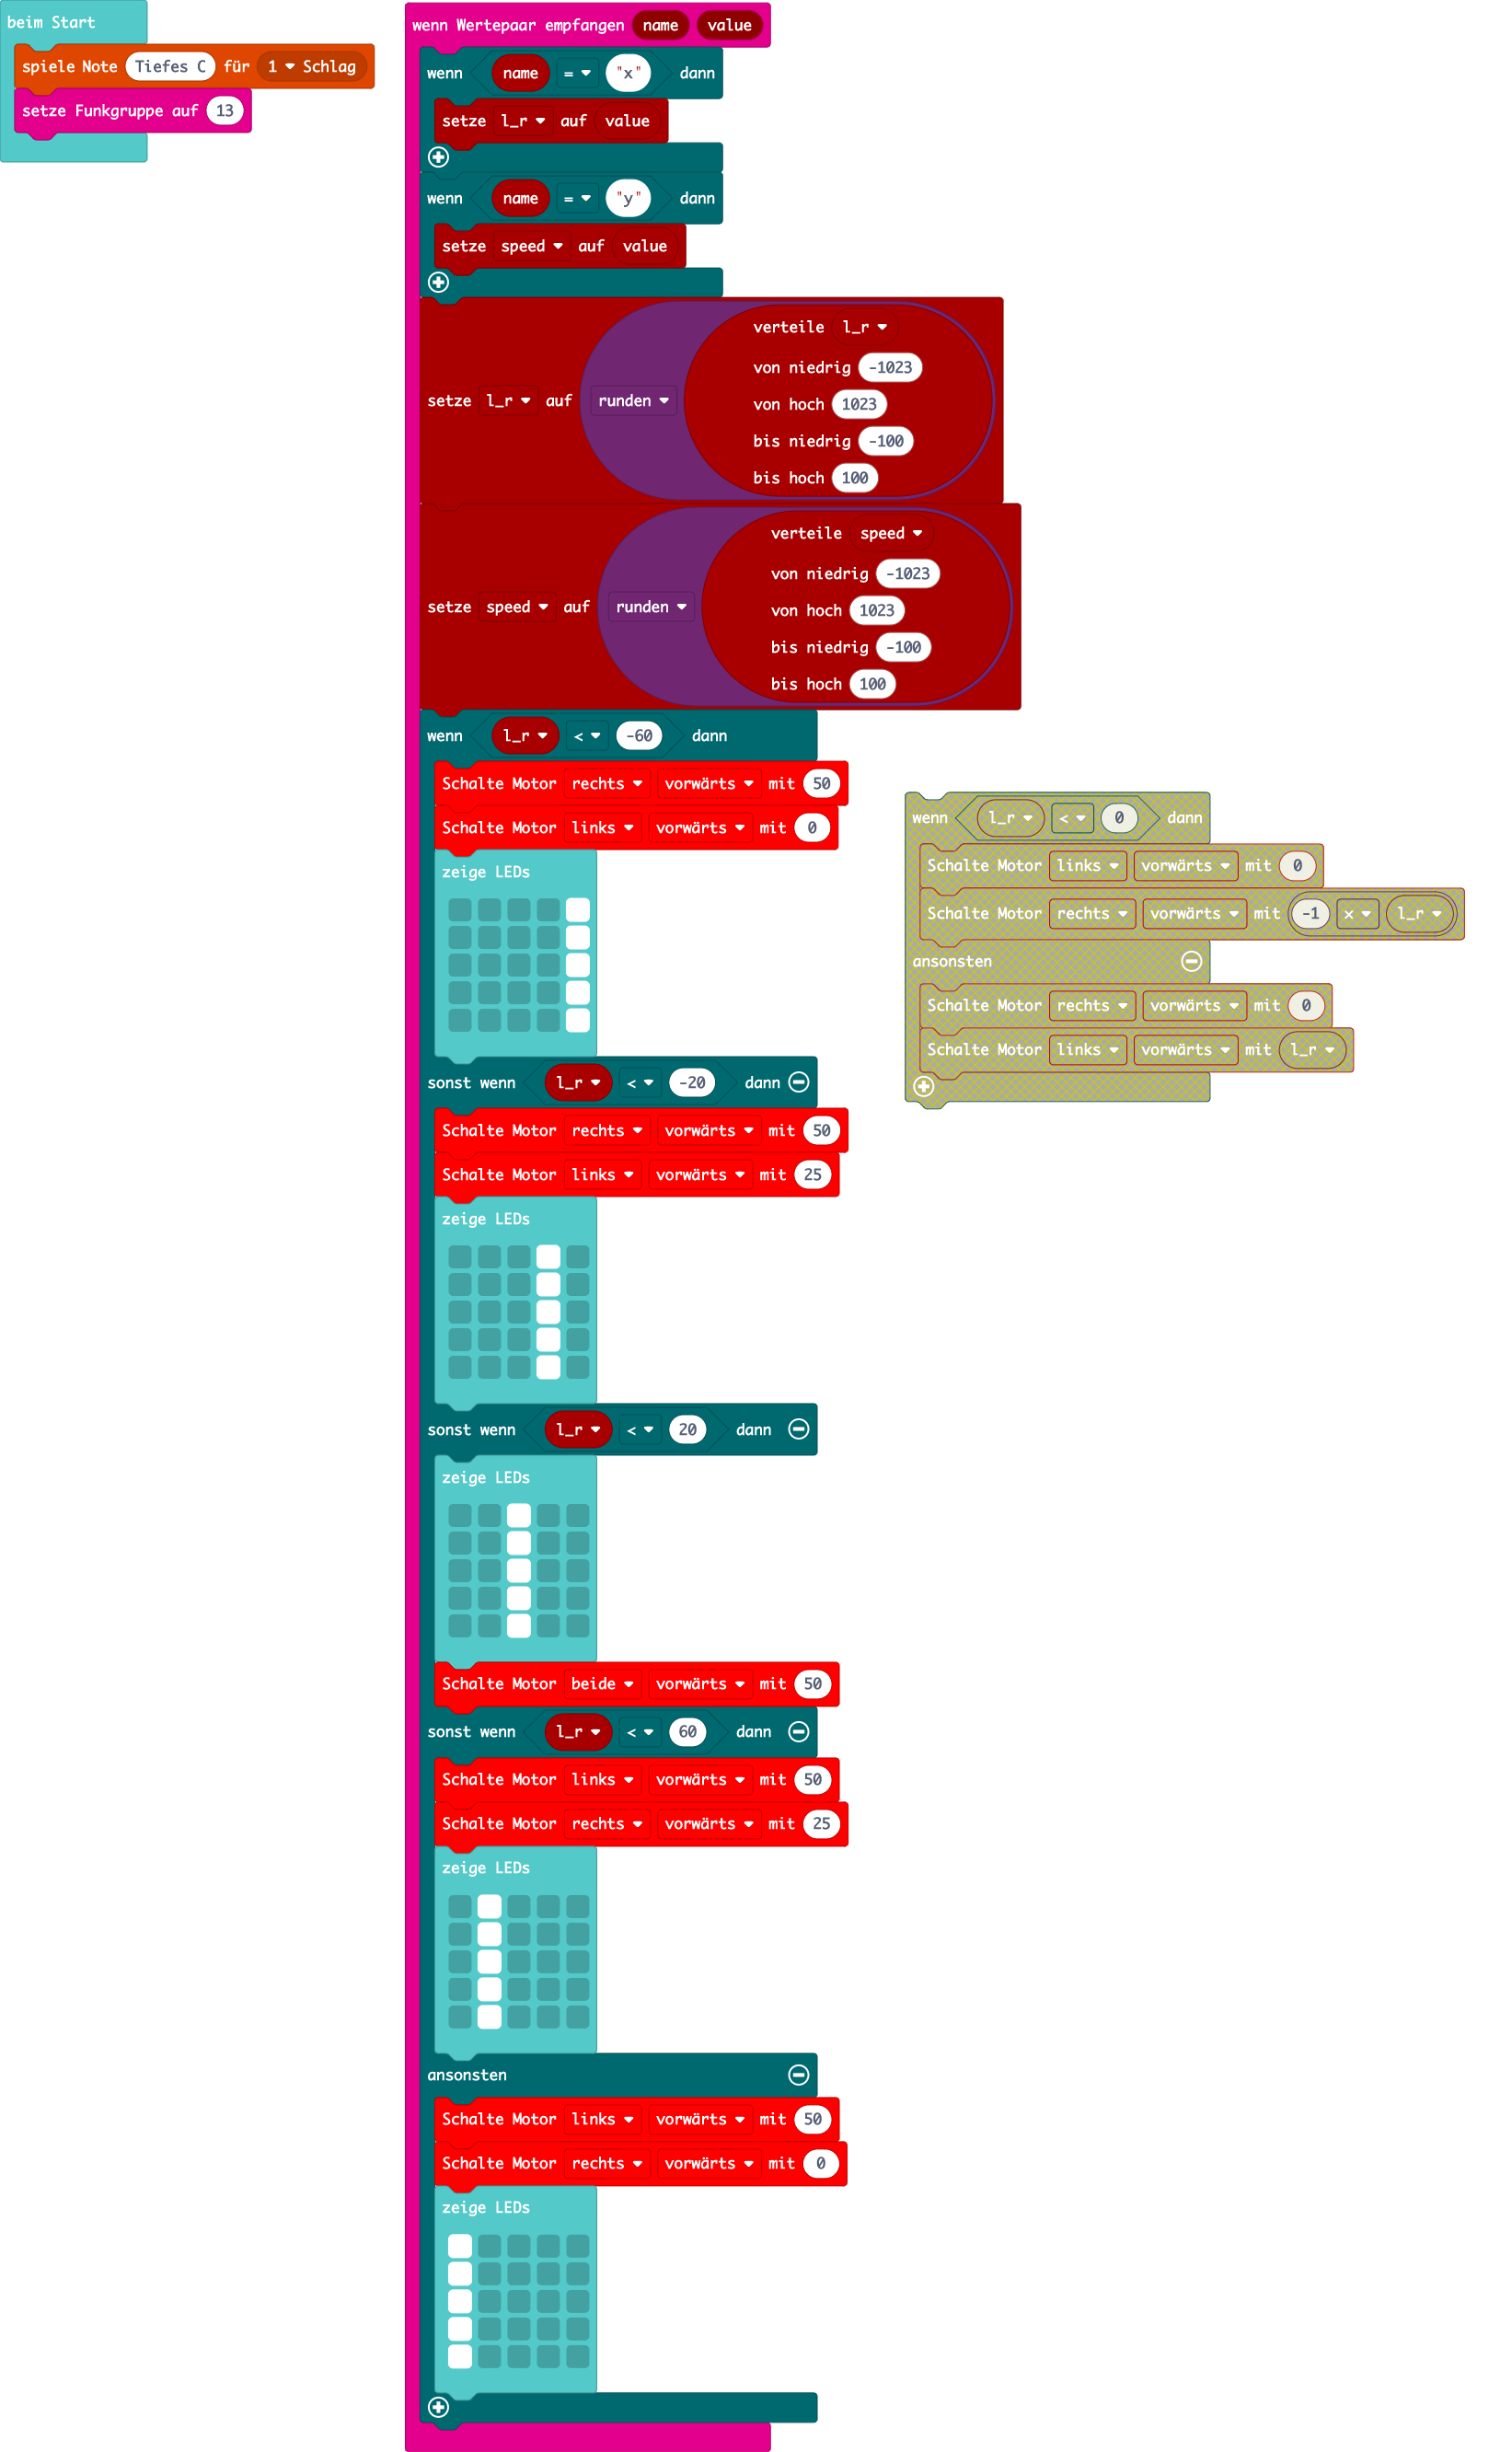 beim Start
spiele Note Tiefes C für 1 Schlag
setze Funkgruppe auf 13
wenn Wertepaar empfangen name value
wenn name = "x" dann
setze l_r auf value
wenn name = "y" dann
setze speed auf value
setze l_r auf runden
verteile l_r
von niedrig -1023
von hoch 1023
bis niedrig -100
bis hoch 100
setze speed auf runden
verteile speed
von niedrig -1023
von hoch 1023
bis niedrig -100
bis hoch 100
wenn l_r < -60 dann
Schalte Motor rechts vorwärts mit 50
Schalte Motor links vorwärts mit 0
zeige LEDs
sonst wenn l_r < -20 dann
Schalte Motor rechts vorwärts mit 50
Schalte Motor links vorwärts mit 25
zeige LEDs
sonst wenn l_r < 20 dann
zeige LEDs
Schalte Motor beide vorwärts mit 50
sonst wenn l_r < 60 dann
Schalte Motor links vorwärts mit 50
Schalte Motor rechts vorwärts mit 25
zeige LEDs
ansonsten
Schalte Motor links vorwärts mit 50
Schalte Motor rechts vorwärts mit 0
zeige LEDs
wenn l_r < 0 dann
Schalte Motor links vorwärts mit 0
Schalte Motor rechts vorwärts mit -1 × l_r
ansonsten
Schalte Motor rechts vorwärts mit 0
Schalte Motor links vorwärts mit l_r